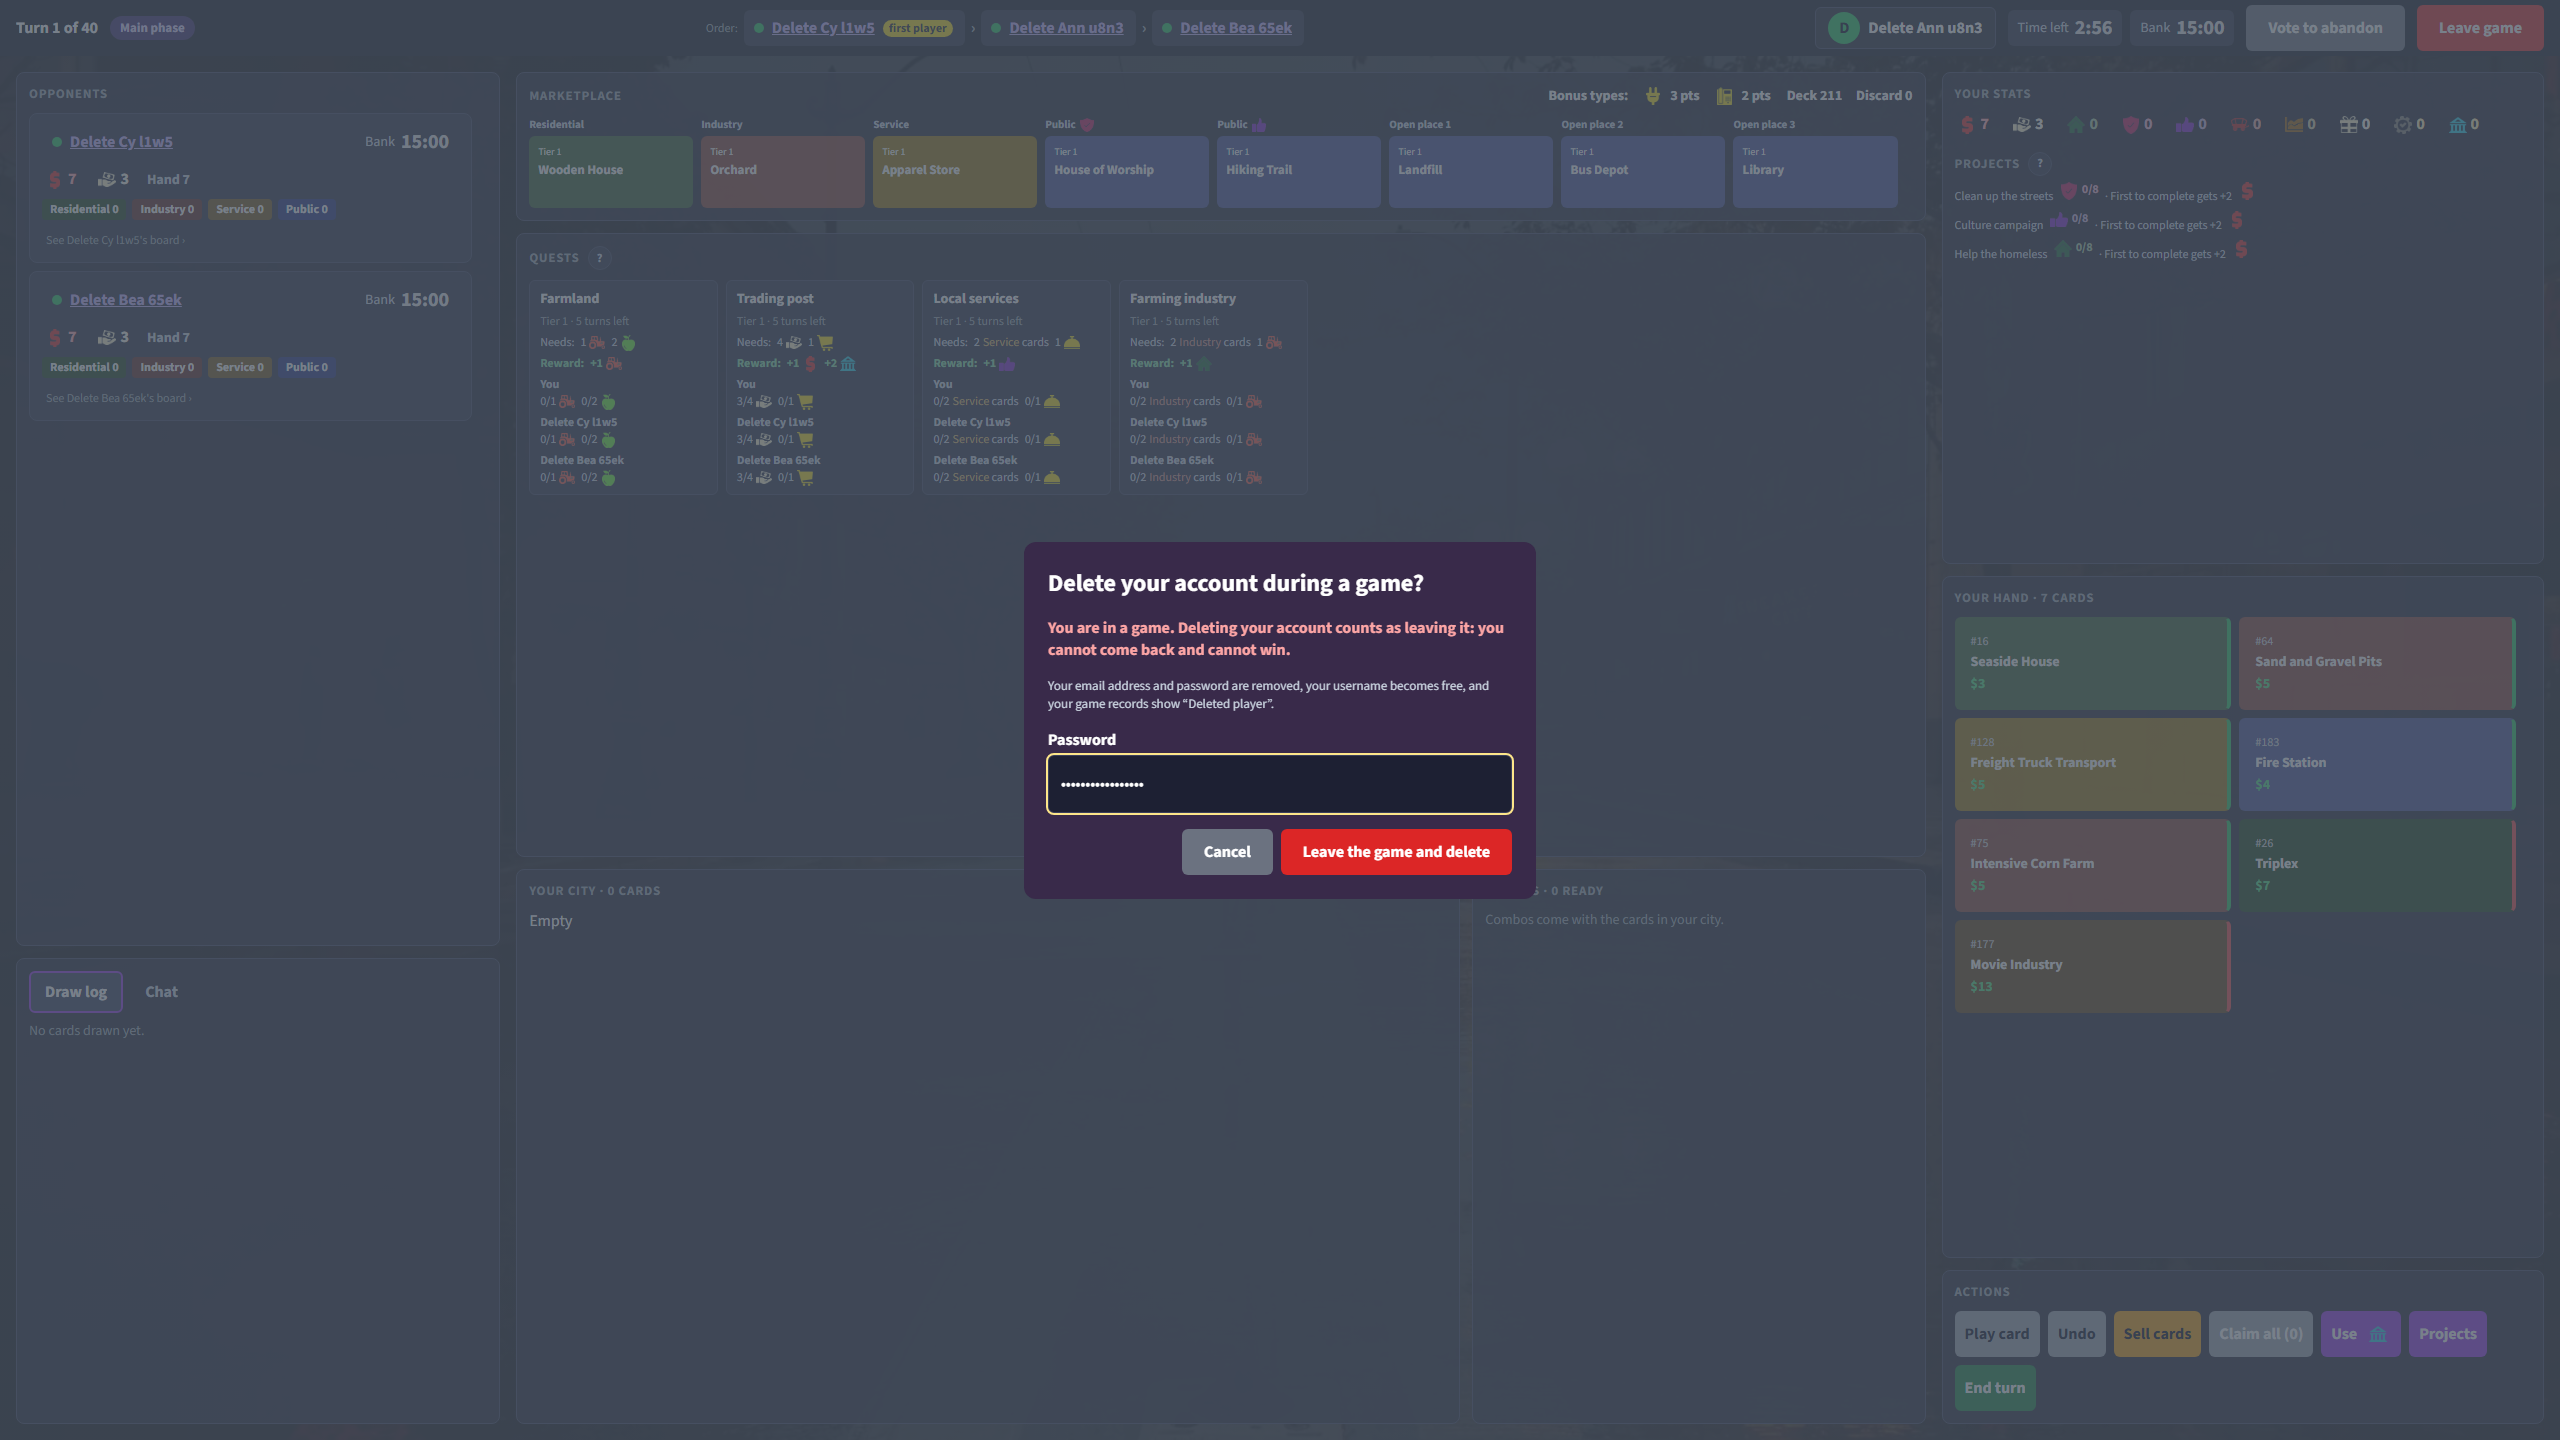 Turn 1 of 40 Main phase
Order: Delete Cy l1w5 first player › Delete Ann u8n3 › Delete Bea 65ek
D Delete Ann u8n3 Time left 2:56 Bank 15:00 Vote to abandon Leave game
OPPONENTS
Delete Cy l1w5 Bank 15:00
7 3 Hand 7
Residential 0 Industry 0 Service 0 Public 0
See Delete Cy l1w5's board ›
Delete Bea 65ek Bank 15:00
7 3 Hand 7
Residential 0 Industry 0 Service 0 Public 0
See Delete Bea 65ek's board ›
Draw log Chat
No cards drawn yet.
MARKETPLACE Bonus types: 3 pts 2 pts Deck 211 Discard 0
Residential Industry Service Public Public Open place 1 Open place 2 Open place 3
Tier 1 Tier 1 Tier 1 Tier 1 Tier 1 Tier 1 Tier 1 Tier 1
Wooden House Orchard Apparel Store House of Worship Hiking Trail Landfill Bus Depot Library
QUESTS ?
Farmland
Tier 1 · 5 turns left
Needs: 1 2
Reward: +1
You
0/1 0/2
Delete Cy l1w5
0/1 0/2
Delete Bea 65ek
0/1 0/2
Trading post
Tier 1 · 5 turns left
Needs: 4 1
Reward: +1 $ +2
You
3/4 0/1
Delete Cy l1w5
3/4 0/1
Delete Bea 65ek
3/4 0/1
Local services
Tier 1 · 5 turns left
Needs: 2 Service cards 1
Reward: +1
You
0/2 Service cards 0/1
Delete Cy l1w5
0/2 Service cards 0/1
Delete Bea 65ek
0/2 Service cards 0/1
Farming industry
Tier 1 · 5 turns left
Needs: 2 Industry cards 1
Reward: +1
You
0/2 Industry cards 0/1
Delete Cy l1w5
0/2 Industry cards 0/1
Delete Bea 65ek
0/2 Industry cards 0/1
Delete your account during a game?
You are in a game. Deleting your account counts as leaving it: you
cannot come back and cannot win.
Your email address and password are removed, your username becomes free, and
your game records show “Deleted player”.
Password
•••••••••••••••••
Cancel Leave the game and delete
YOUR CITY · 0 CARDS
Empty
· 0 READY
Combos come with the cards in your city.
YOUR STATS
$ 7 3 0 0 0 0 0 0 0 0
PROJECTS ?
Clean up the streets 0/8 · First to complete gets +2 $
Culture campaign 0/8 · First to complete gets +2 $
Help the homeless 0/8 · First to complete gets +2 $
YOUR HAND · 7 CARDS
#16
Seaside House
$3
#64
Sand and Gravel Pits
$5
#128
Freight Truck Transport
$5
#183
Fire Station
$4
#75
Intensive Corn Farm
$5
#26
Triplex
$7
#177
Movie Industry
$13
ACTIONS
Play card Undo Sell cards Claim all (0) Use Projects
End turn